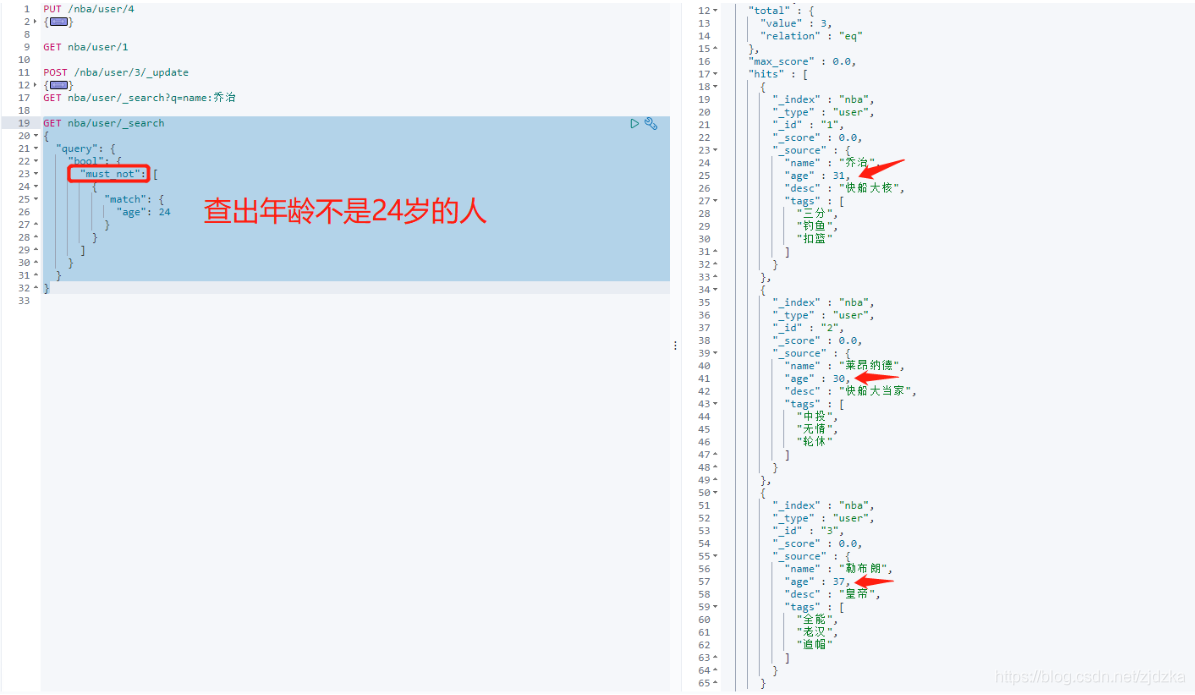 1 PUT /nba/user/4
2 {}
8
9 GET nba/user/1
10
11 POST /nba/user/3/_update
12 {}
17 GET nba/user/_search?q=name:乔治
18
19 GET nba/user/_search
20 {
21 "query": {
22 "bool": {
23 "must_not": [
24 {
25 "match": {
26 "age": 24
27 }
28 }
29 ]
30 }
31 }
32 }
33
查出年龄不是24岁的人
12 "total" : {
13 "value" : 3,
14 "relation" : "eq"
15 },
16 "max_score" : 0.0,
17 "hits" : [
18 {
19 "_index" : "nba",
20 "_type" : "user",
21 "_id" : "1",
22 "_score" : 0.0,
23 "_source" : {
24 "name" : "乔治",
25 "age" : 31,
26 "desc" : "快船大核",
27 "tags" : [
28 "三分",
29 "钓鱼",
30 "扣篮"
31 ]
32 }
33 },
34 {
35 "_index" : "nba",
36 "_type" : "user",
37 "_id" : "2",
38 "_score" : 0.0,
39 "_source" : {
40 "name" : "莱昂纳德",
41 "age" : 30,
42 "desc" : "快船大当家",
43 "tags" : [
44 "中投",
45 "无情",
46 "轮休"
47 ]
48 }
49 },
50 {
51 "_index" : "nba",
52 "_type" : "user",
53 "_id" : "3",
54 "_score" : 0.0,
55 "_source" : {
56 "name" : "勒布朗",
57 "age" : 37,
58 "desc" : "皇帝",
59 "tags" : [
60 "全能",
61 "老汉",
62 "追帽"
63 ]
64 }
65 }
https://blog.csdn.net/zjdzka